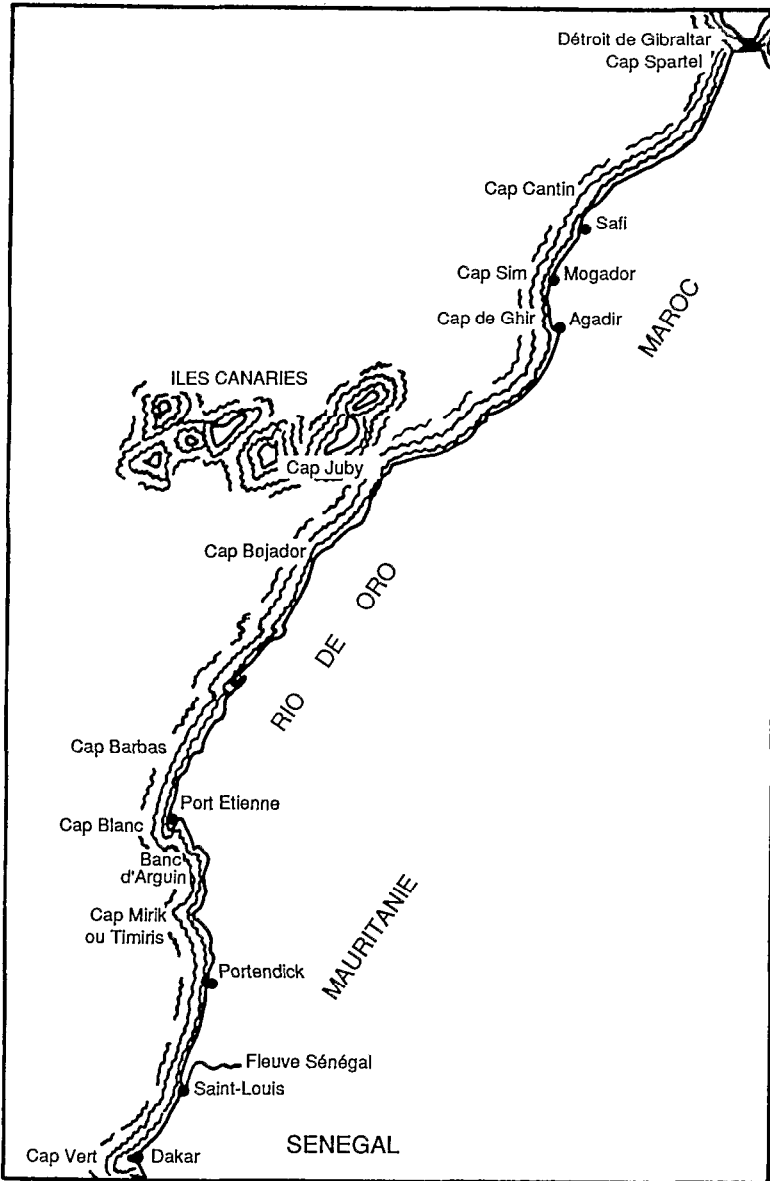 Détroit de Gibraltar
Cap Spartel
Cap Cantin
Safi
Cap Sim
Mogador
Cap de Ghir
Agadir
MAROC
ILES CANARIES
Cap Juby
Cap Bojador
RIO DE ORO
Cap Barbas
Port Etienne
Cap Blanc
Banc
d'Arguin
Cap Mirik
ou Timiris
MAURITANIE
Portendick
Fleuve Sénégal
Saint-Louis
SENEGAL
Cap Vert
Dakar